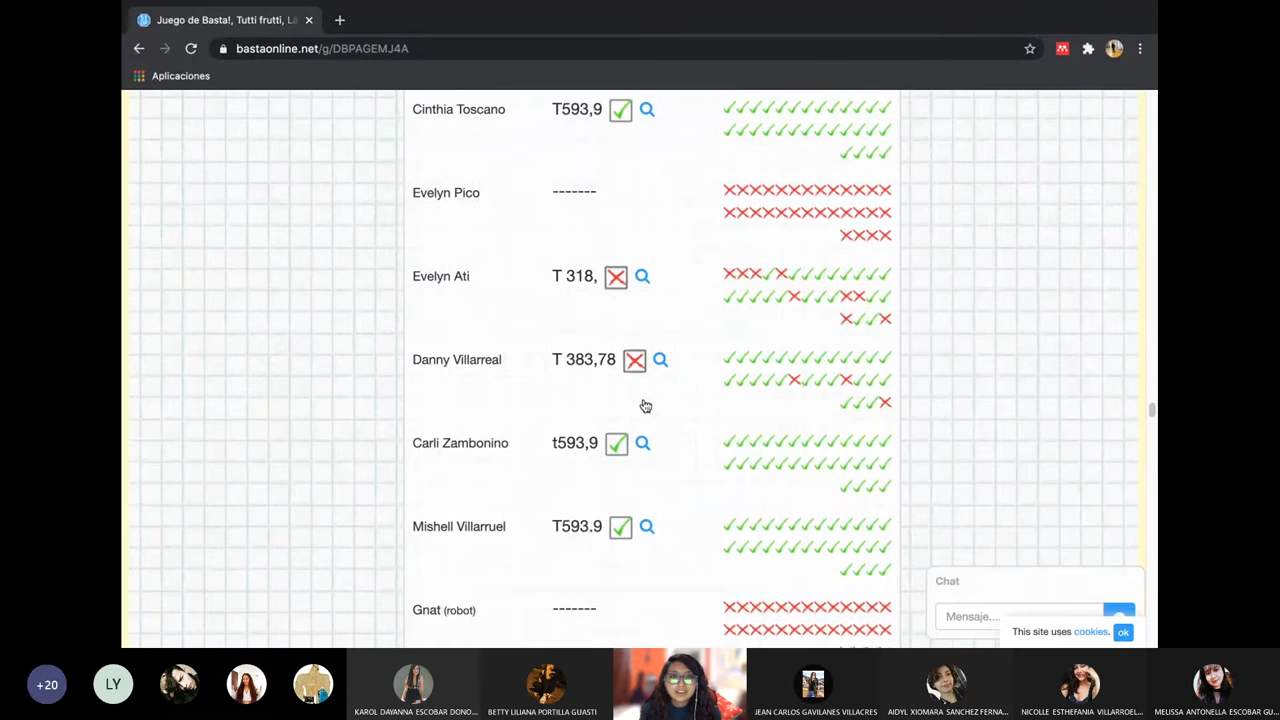 Juego de Basta!, Tutti frutti, Lá
bastaonline.net/g/DBPAGEMJ4A
Aplicaciones
Cinthia Toscano T593,9
Evelyn Pico -------
Evelyn Ati T 318,
Danny Villarreal T 383,78
Carli Zambonino t593,9
Mishell Villarruel T593.9
Gnat (robot) -------
Chat
Mensaje....
This site uses cookies. ok
+20 LY
KAROL DAYANNA ESCOBAR DONO... BETTY LILIANA PORTILLA GUASTI JEAN CARLOS GAVILANES VILLACRES AIDYL XIOMARA SANCHEZ FERNA... NICOLLE ESTHEFANIA VILLARROEL... MELISSA ANTONELLA ESCOBAR GU...